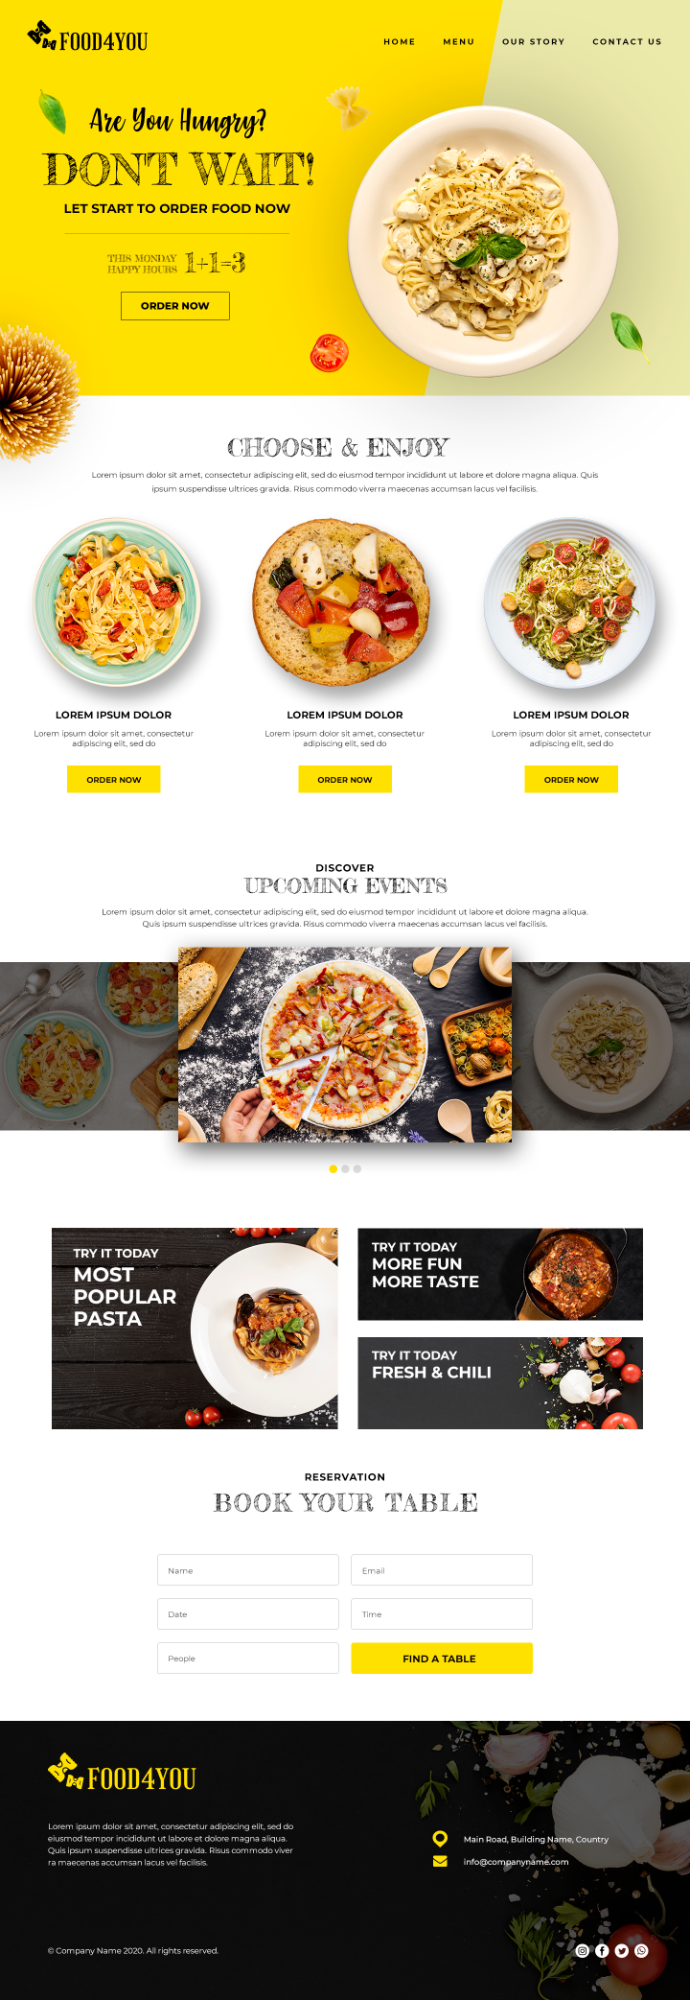 FOOD4YOU
HOME MENU OUR STORY CONTACT US
Are You Hungry?
DONT WAIT!
LET START TO ORDER FOOD NOW
THIS MONDAY
HAPPY HOURS
1+1=3
ORDER NOW
CHOOSE & ENJOY
Lorem ipsum dolor sit amet, consectetur adipiscing elit, sed do eiusmod tempor incididunt ut labore et dolore magna aliqua. Quis
ipsum suspendisse ultrices gravida. Risus commodo viverra maecenas accumsan lacus vel facilisis.
LOREM IPSUM DOLOR
Lorem ipsum dolor sit amet, consectetur
adipiscing elit, sed do
ORDER NOW
LOREM IPSUM DOLOR
Lorem ipsum dolor sit amet, consectetur
adipiscing elit, sed do
ORDER NOW
LOREM IPSUM DOLOR
Lorem ipsum dolor sit amet, consectetur
adipiscing elit, sed do
ORDER NOW
DISCOVER
UPCOMING EVENTS
Lorem ipsum dolor sit amet, consectetur adipiscing elit, sed do eiusmod tempor incididunt ut labore et dolore magna aliqua.
Quis ipsum suspendisse ultrices gravida. Risus commodo viverra maecenas accumsan lacus vel facilisis.
TRY IT TODAY
MOST
POPULAR
PASTA
TRY IT TODAY
MORE FUN
MORE TASTE
TRY IT TODAY
FRESH & CHILI
RESERVATION
BOOK YOUR TABLE
Name
Email
Date
Time
People
FIND A TABLE
FOOD4YOU
Lorem ipsum dolor sit amet, consectetur adipiscing elit, sed do
eiusmod tempor incididunt ut labore et dolore magna aliqua.
Quis ipsum suspendisse ultrices gravida. Risus commodo viver
ra maecenas accumsan lacus vel facilisis.
Main Road, Building Name, Country
info@companyname.com
© Company Name 2020. All rights reserved.